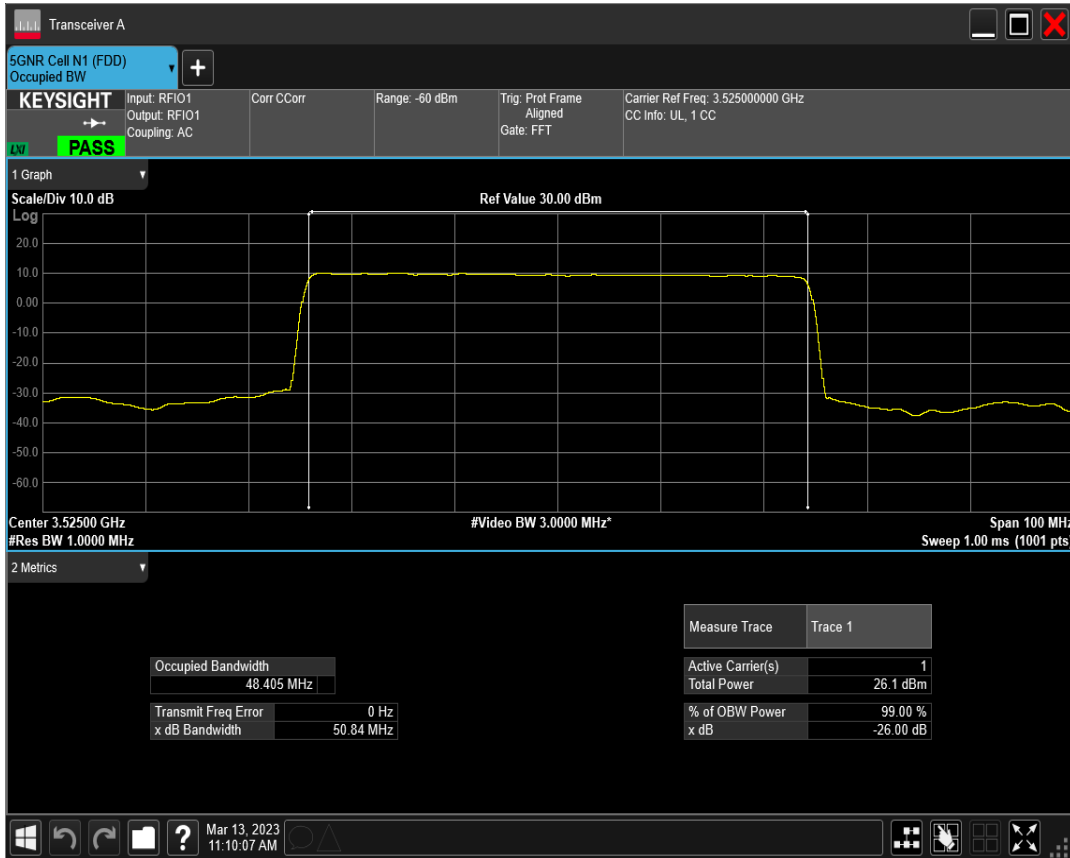 Transceiver A
5GNR Cell N1 (FDD)
Occupied BW
+
KEYSIGHT
LXI
PASS
Input: RFIO1
Output: RFIO1
Coupling: AC
Corr CCorr
Range: -60 dBm
Trig: Prot Frame
Aligned
Gate: FFT
Carrier Ref Freq: 3.525000000 GHz
CC Info: UL, 1 CC
1 Graph
Scale/Div 10.0 dB
Ref Value 30.00 dBm
Log
20.0
10.0
0.00
-10.0
-20.0
-30.0
-40.0
-50.0
-60.0
Center 3.52500 GHz
#Video BW 3.0000 MHz*
Span 100 MHz
#Res BW 1.0000 MHz
Sweep 1.00 ms (1001 pts)
2 Metrics
Measure Trace Trace 1
Occupied Bandwidth
48.405 MHz
Active Carrier(s) 1
Total Power 26.1 dBm
Transmit Freq Error 0 Hz
x dB Bandwidth 50.84 MHz
% of OBW Power 99.00 %
x dB -26.00 dB
?
Mar 13, 2023
11:10:07 AM